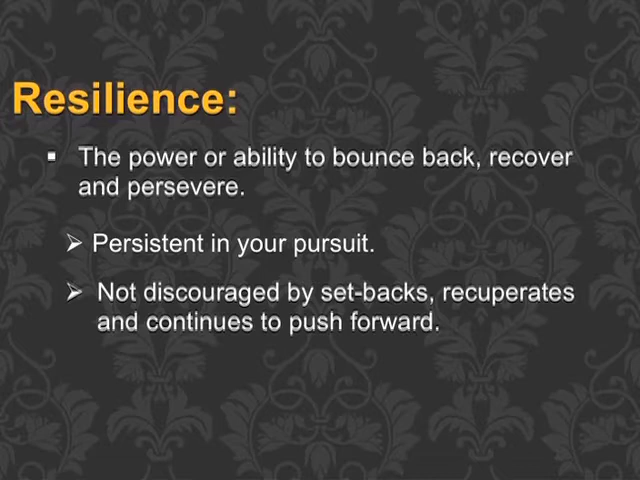 Resilience:
▪ The power or ability to bounce back, recover
and persevere.
➢ Persistent in your pursuit.
➢ Not discouraged by set-backs, recuperates
and continues to push forward.